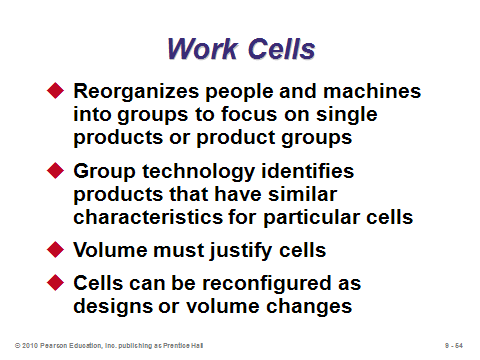 Work Cells
Reorganizes people and machines
into groups to focus on single
products or product groups
Group technology identifies
products that have similar
characteristics for particular cells
Volume must justify cells
Cells can be reconfigured as
designs or volume changes
© 2010 Pearson Education, Inc. publishing as Prentice Hall
9 - 54